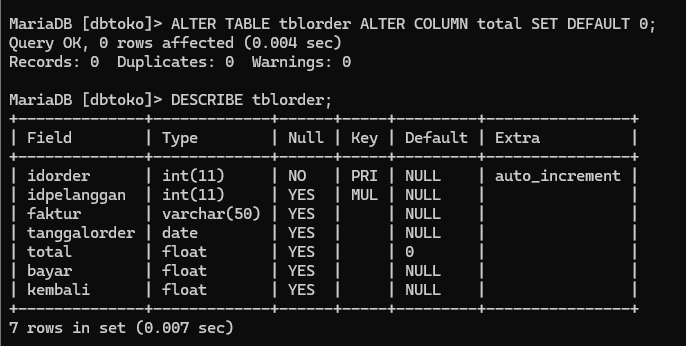 MariaDB [dbtoko]> ALTER TABLE tblorder ALTER COLUMN total SET DEFAULT 0;
Query OK, 0 rows affected (0.004 sec)
Records: 0  Duplicates: 0  Warnings: 0

MariaDB [dbtoko]> DESCRIBE tblorder;
+--------------+-------------+------+-----+---------+----------------+
| Field        | Type        | Null | Key | Default | Extra          |
+--------------+-------------+------+-----+---------+----------------+
| idorder      | int(11)     | NO   | PRI | NULL    | auto_increment |
| idpelanggan  | int(11)     | YES  | MUL | NULL    |                |
| faktur       | varchar(50) | YES  |     | NULL    |                |
| tanggalorder | date        | YES  |     | NULL    |                |
| total        | float       | YES  |     | 0       |                |
| bayar        | float       | YES  |     | NULL    |                |
| kembali      | float       | YES  |     | NULL    |                |
+--------------+-------------+------+-----+---------+----------------+
7 rows in set (0.007 sec)